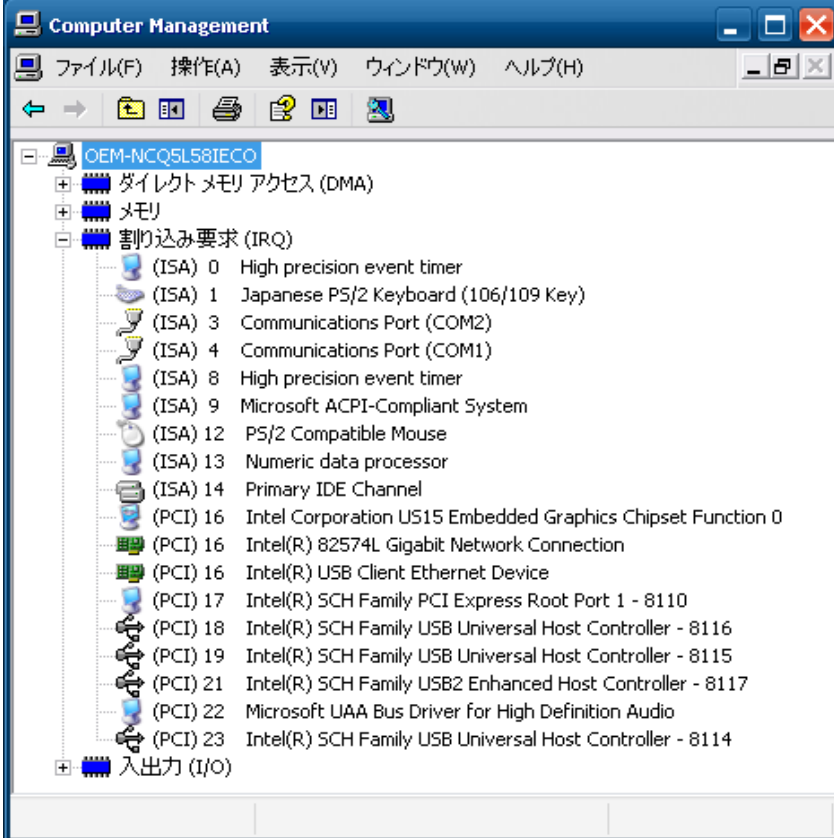 Computer Management
ファイル(F) 操作(A) 表示(V) ウィンドウ(W) ヘルプ(H)
OEM-NCQ5L58IECO
ダイレクト メモリ アクセス (DMA)
メモリ
割り込み要求 (IRQ)
(ISA) 0 High precision event timer
(ISA) 1 Japanese PS/2 Keyboard (106/109 Key)
(ISA) 3 Communications Port (COM2)
(ISA) 4 Communications Port (COM1)
(ISA) 8 High precision event timer
(ISA) 9 Microsoft ACPI-Compliant System
(ISA) 12 PS/2 Compatible Mouse
(ISA) 13 Numeric data processor
(ISA) 14 Primary IDE Channel
(PCI) 16 Intel Corporation US15 Embedded Graphics Chipset Function 0
(PCI) 16 Intel(R) 82574L Gigabit Network Connection
(PCI) 16 Intel(R) USB Client Ethernet Device
(PCI) 17 Intel(R) SCH Family PCI Express Root Port 1 - 8110
(PCI) 18 Intel(R) SCH Family USB Universal Host Controller - 8116
(PCI) 19 Intel(R) SCH Family USB Universal Host Controller - 8115
(PCI) 21 Intel(R) SCH Family USB2 Enhanced Host Controller - 8117
(PCI) 22 Microsoft UAA Bus Driver for High Definition Audio
(PCI) 23 Intel(R) SCH Family USB Universal Host Controller - 8114
入出力 (I/O)